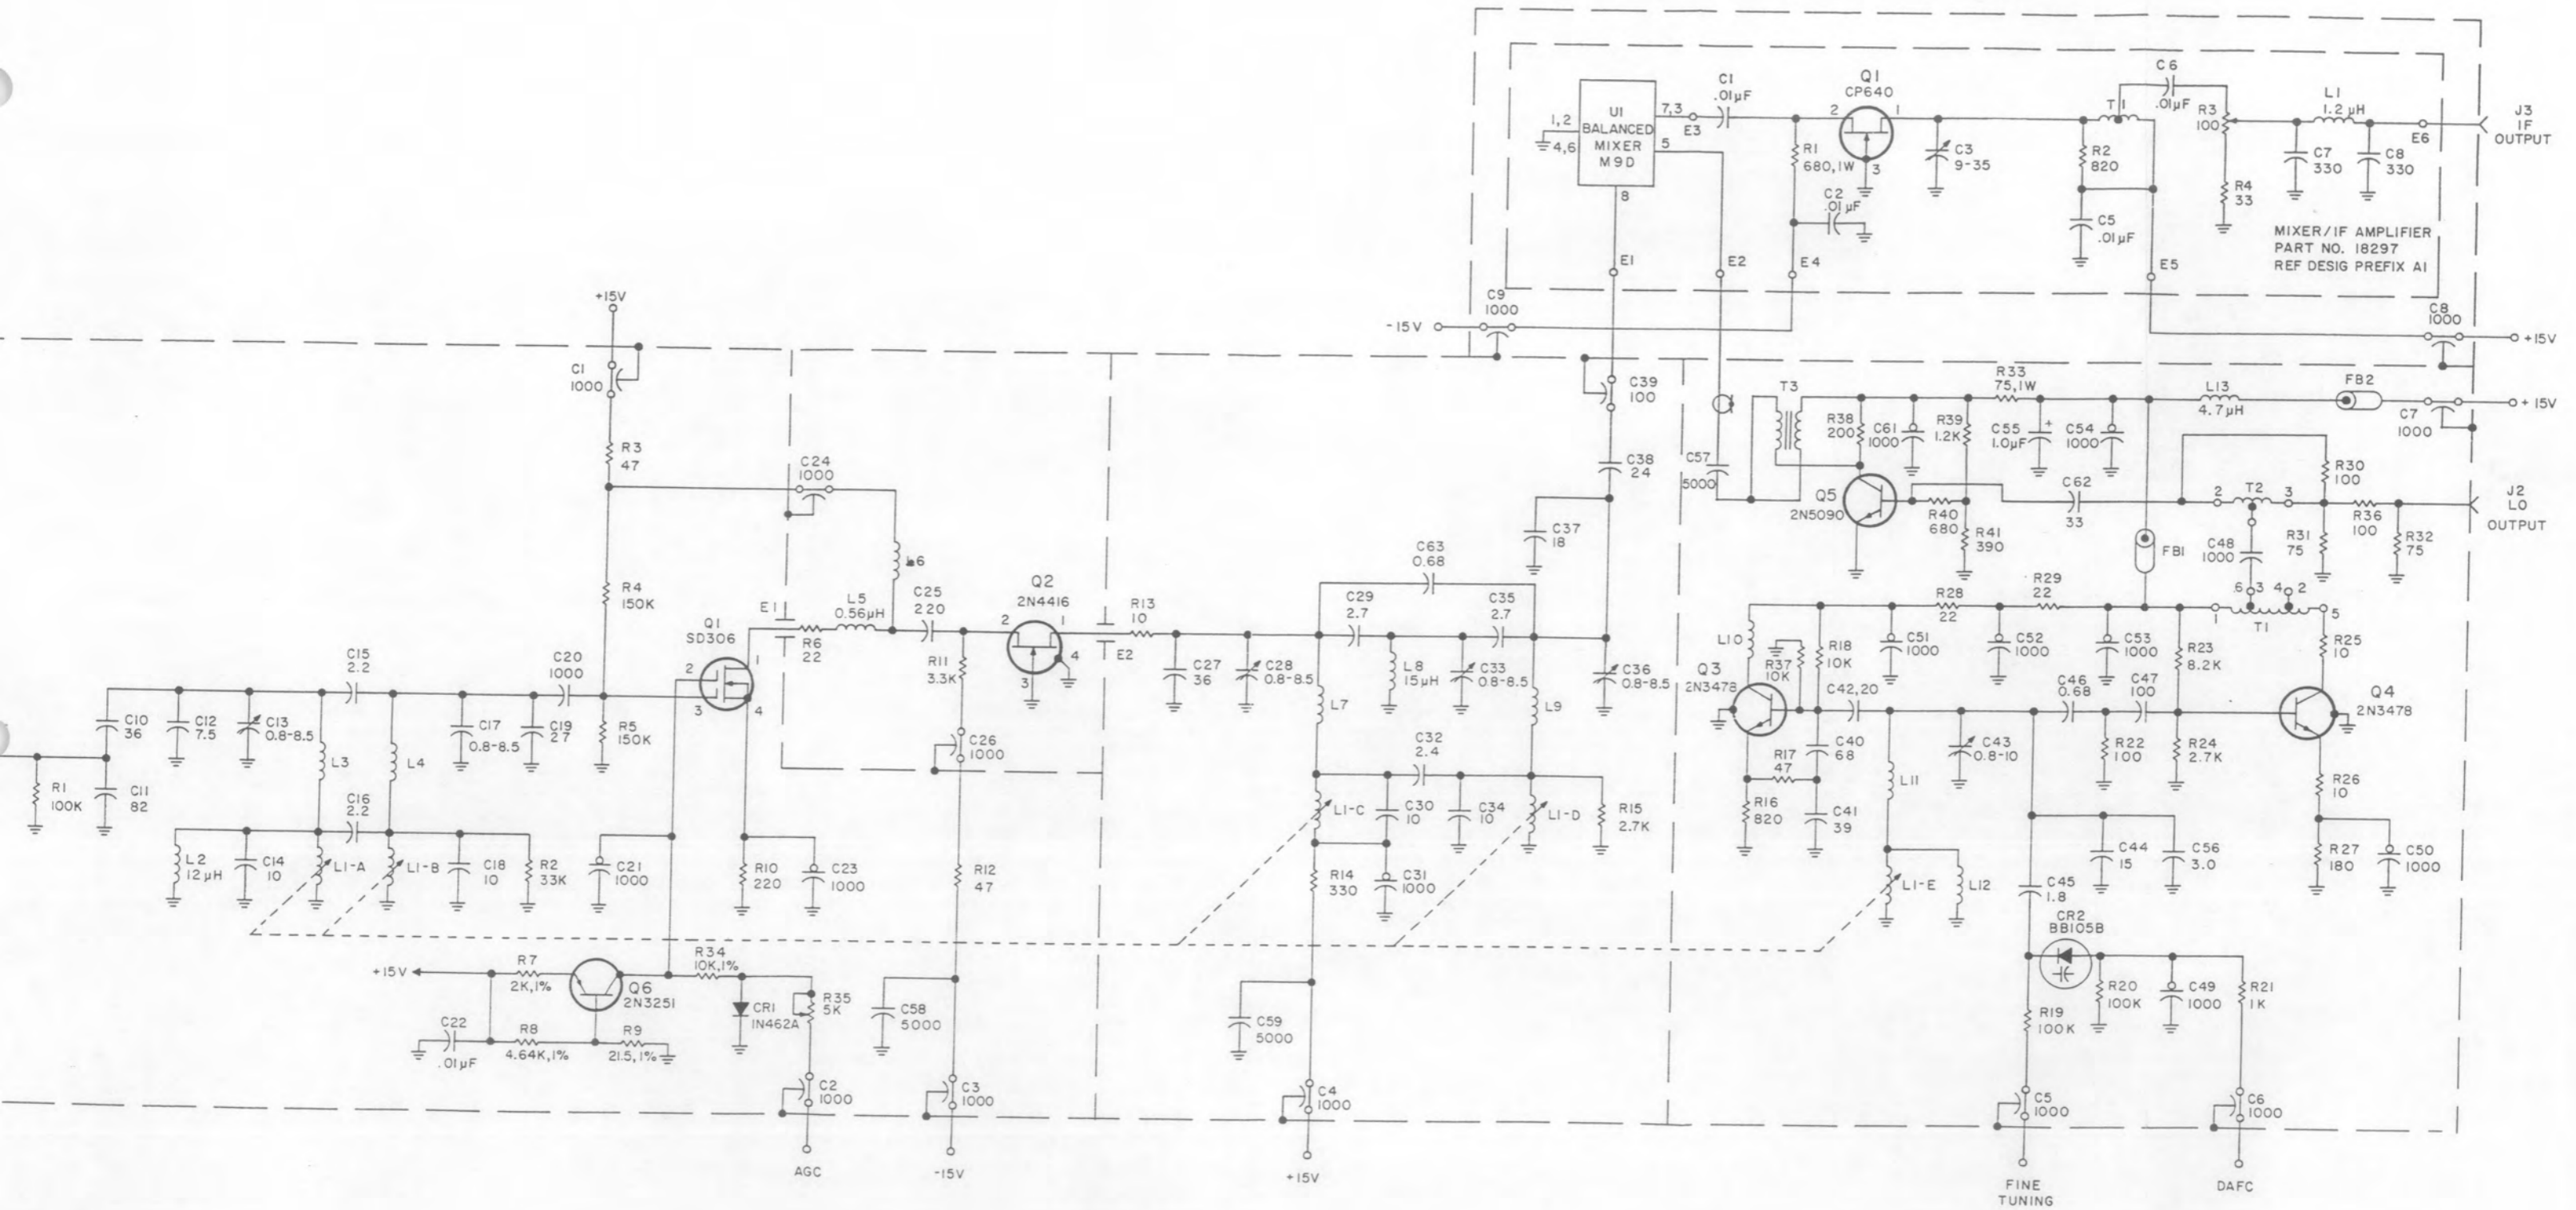 U1
BALANCED
MIXER
M9D
1, 2
4,6
7,3
5
8
E3
C1
.01µF
Q1
CP640
2
1
3
R1
680,1W
C2
.01µF
C3
9-35
R2
820
C5
.01µF
T1
C6
.01µF
R3
100
R4
33
L1
1.2 µH
C7
330
C8
330
E6
J3
IF
OUTPUT
MIXER/IF AMPLIFIER
PART NO. 18297
REF DESIG PREFIX A1
E1
E2
E4
E5
C9
1000
-15V
C8
1000
+15V
+15V
C1
1000
R3
47
C24
1000
R4
150K
L6
E1
L5
0.56µH
R6
22
C25
220
Q2
2N4416
2
1
3
4
E2
R13
10
R11
3.3K
C26
1000
R12
47
Q1
SD306
1
2
3
4
C10
36
C11
82
R1
100K
C12
7.5
C13
0.8-8.5
C15
2.2
L3
L4
C17
0.8-8.5
C19
27
C20
1000
R5
150K
C16
2.2
L2
12µH
C14
10
L1-A
L1-B
C18
10
R2
33K
C21
1000
R10
220
C23
1000
+15V
R7
2K,1%
Q6
2N3251
R34
10K,1%
CR1
1N462A
R35
5K
C22
.01µF
R8
4.64K,1%
R9
21.5,1%
C2
1000
AGC
C58
5000
C3
1000
-15V
C27
36
C28
0.8-8.5
C29
2.7
C63
0.68
C35
2.7
L8
15µH
C33
0.8-8.5
L7
L9
C36
0.8-8.5
C37
18
C38
24
C39
100
C32
2.4
L1-C
C30
10
C34
10
L1-D
R15
2.7K
R14
330
C31
1000
C59
5000
C4
1000
+15V
C57
5000
T3
R38
200
C61
1000
R39
1.2K
R33
75,1W
C55
1.0µF
+
C54
1000
L13
4.7µH
FB2
C7
1000
+15V
Q5
2N5090
R40
680
R41
390
C62
33
2
T2
3
R30
100
R36
100
R31
75
R32
75
J2
LO
OUTPUT
C48
1000
FB1
6
3
4
2
1
T1
5
L10
R37
10K
R18
10K
C51
1000
R28
22
C52
1000
R29
22
C53
1000
R23
8.2K
R25
10
Q3
2N3478
C42,20
C40
68
R17
47
R16
820
C41
39
L11
C43
0.8-10
C46
0.68
C47
100
R22
100
R24
2.7K
Q4
2N3478
R26
10
R27
180
C50
1000
L1-E
L12
C44
15
C56
3.0
C45
1.8
CR2
BB105B
R20
100K
C49
1000
R21
1K
R19
100K
C5
1000
C6
1000
FINE
TUNING
DAFC